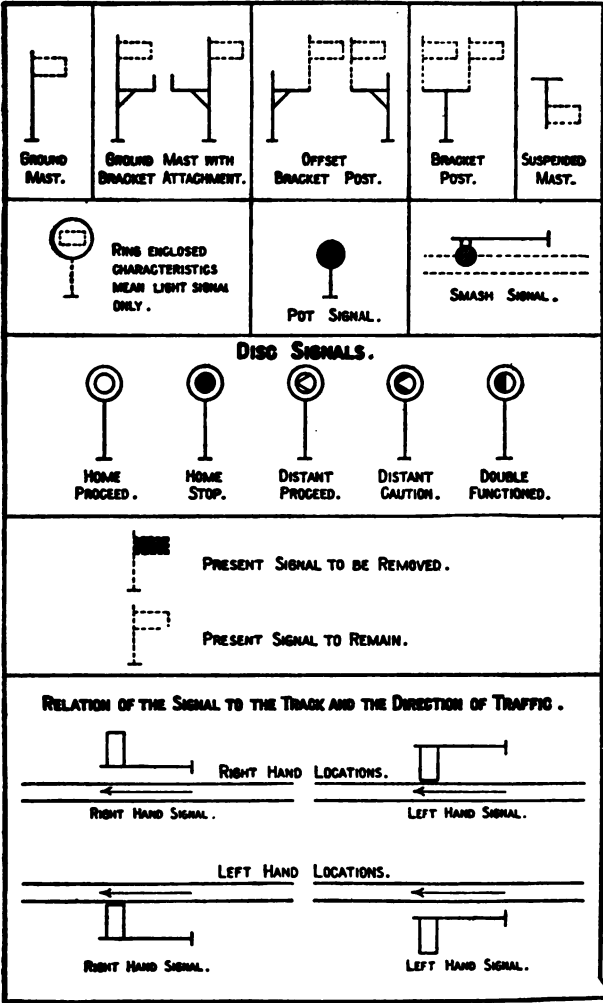 GROUND
MAST.
GROUND MAST WITH
BRACKET ATTACHMENT.
OFFSET
BRACKET POST.
BRACKET
POST.
SUSPENDED
MAST.
RING ENCLOSED
CHARACTERISTICS
MEAN LIGHT SIGNAL
ONLY.
POT SIGNAL.
SMASH SIGNAL.
DISC SIGNALS.
HOME
PROCEED.
HOME
STOP.
DISTANT
PROCEED.
DISTANT
CAUTION.
DOUBLE
FUNCTIONED.
PRESENT SIGNAL TO BE REMOVED.
PRESENT SIGNAL TO REMAIN.
RELATION OF THE SIGNAL TO THE TRACK AND THE DIRECTION OF TRAFFIC.
RIGHT HAND LOCATIONS.
RIGHT HAND SIGNAL.
LEFT HAND SIGNAL.
LEFT HAND LOCATIONS.
RIGHT HAND SIGNAL.
LEFT HAND SIGNAL.